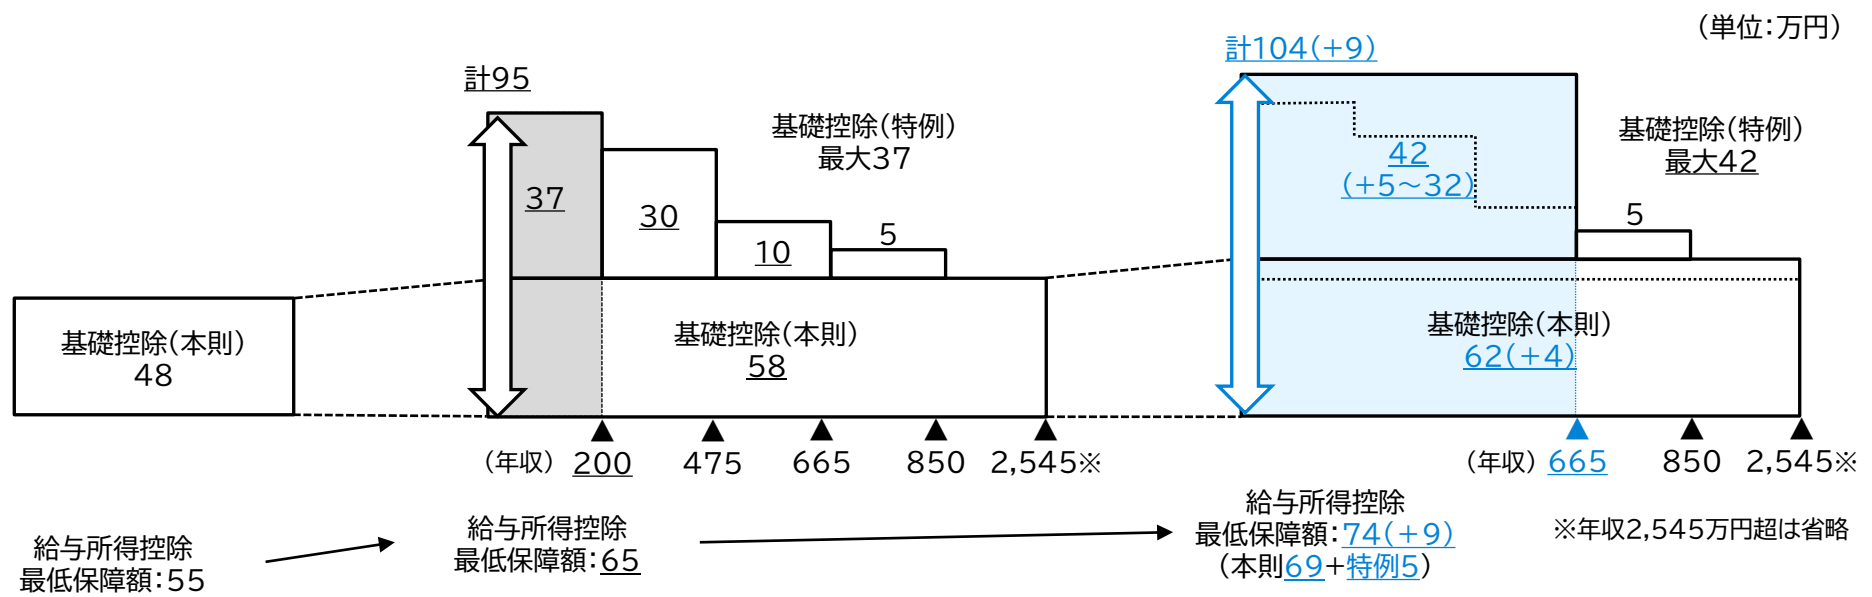 （単位：万円）
計95
基礎控除（特例）
最大37
37
30
10
5
計104（+9）
基礎控除（特例）
最大42
42
（+5～32）
5
基礎控除（本則）
48
基礎控除（本則）
58
基礎控除（本則）
62（+4）
（年収） 200 475 665 850 2,545※
（年収） 665 850 2,545※
給与所得控除
最低保障額：55
給与所得控除
最低保障額：65
給与所得控除
最低保障額：74（+9）
（本則69+特例5）
※年収2,545万円超は省略